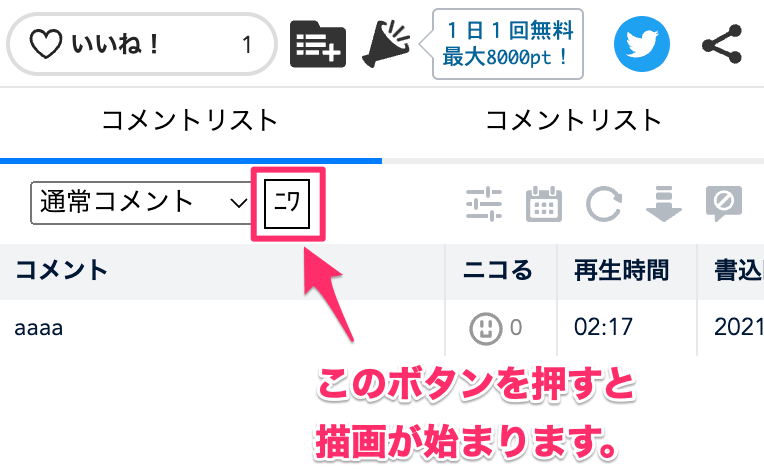 いいね！ 1
１日１回無料
最大8000pt！
コメントリスト コメントリスト
通常コメント ﾆﾜ
コメント ニコる 再生時間 書込
aaaa 0 02:17 2021
このボタンを押すと
描画が始まります。